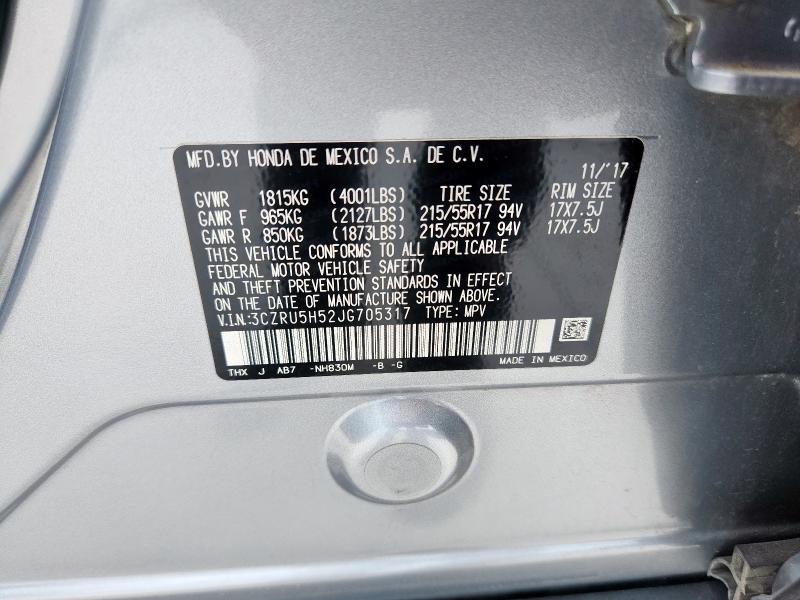 MFD.BY HONDA DE MEXICO S.A. DE C.V.
11/'17
GVWR 1815KG (4001LBS) TIRE SIZE RIM SIZE
GAWR F 965KG (2127LBS) 215/55R17 94V 17X7.5J
GAWR R 850KG (1873LBS) 215/55R17 94V 17X7.5J
THIS VEHICLE CONFORMS TO ALL APPLICABLE
FEDERAL MOTOR VEHICLE SAFETY
AND THEFT PREVENTION STANDARDS IN EFFECT
ON THE DATE OF MANUFACTURE SHOWN ABOVE.
V.I.N:3CZRU5H52JG705317 TYPE: MPV
THX J AB7 -NH830M -B -G MADE IN MEXICO